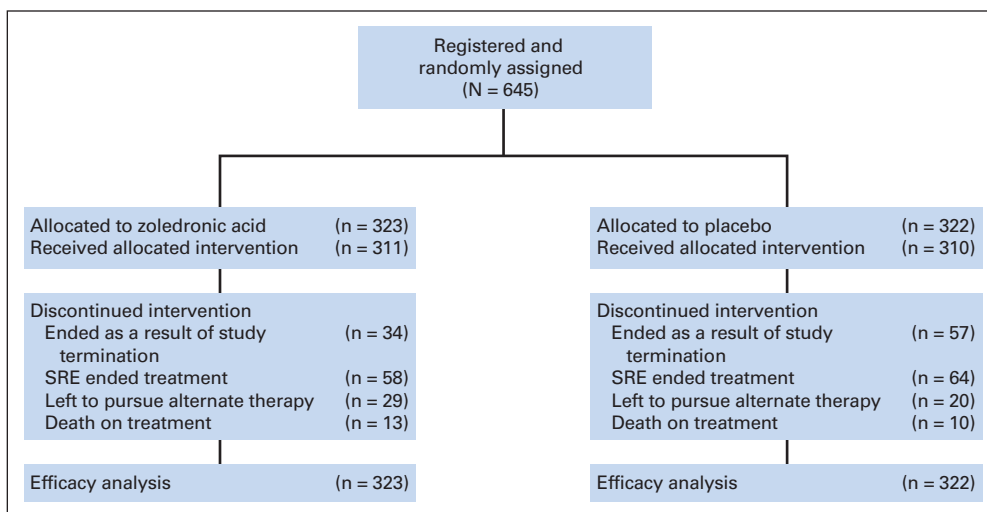 Registered and
randomly assigned
(N = 645)
Allocated to zoledronic acid (n = 323)
Received allocated intervention (n = 311)
Discontinued intervention
Ended as a result of study (n = 34)
termination
SRE ended treatment (n = 58)
Left to pursue alternate therapy (n = 29)
Death on treatment (n = 13)
Efficacy analysis (n = 323)
Allocated to placebo (n = 322)
Received allocated intervention (n = 310)
Discontinued intervention
Ended as a result of study (n = 57)
termination
SRE ended treatment (n = 64)
Left to pursue alternate therapy (n = 20)
Death on treatment (n = 10)
Efficacy analysis (n = 322)